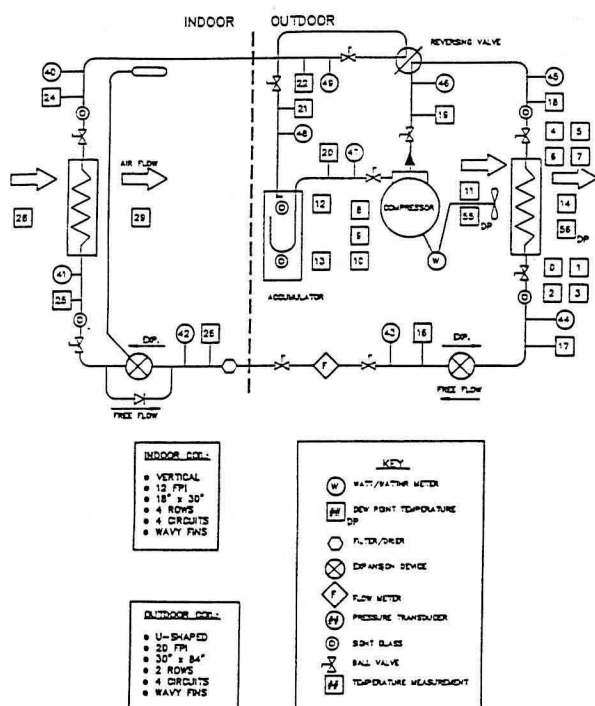 INDOOR
OUTDOOR
REVERSING VALVE
40
24
22
49
21
48
46
19
45
18
4
5
6
7
20
47
AIR FLOW
28
29
12
8
9
13
10
COMPRESSOR
11
55
DP
W
14
56
DP
ACCUMULATOR
0
1
2
3
41
25
44
17
EXP.
42
26
F
43
16
EXP.
FREE FLOW
FREE FLOW
INDOOR COIL:
• VERTICAL
• 12 FPI
• 18" x 30"
• 4 ROWS
• 4 CIRCUITS
• WAVY FINS
OUTDOOR COIL:
• U-SHAPED
• 20 FPI
• 30" x 84"
• 2 ROWS
• 4 CIRCUITS
• WAVY FINS
KEY
W WATT/WATTHR METER
## DEW POINT TEMPERATURE
DP
FILTER/DRIER
EXPANSION DEVICE
F FLOW METER
## PRESSURE TRANSDUCER
SIGHT GLASS
BALL VALVE
## TEMPERATURE MEASUREMENT